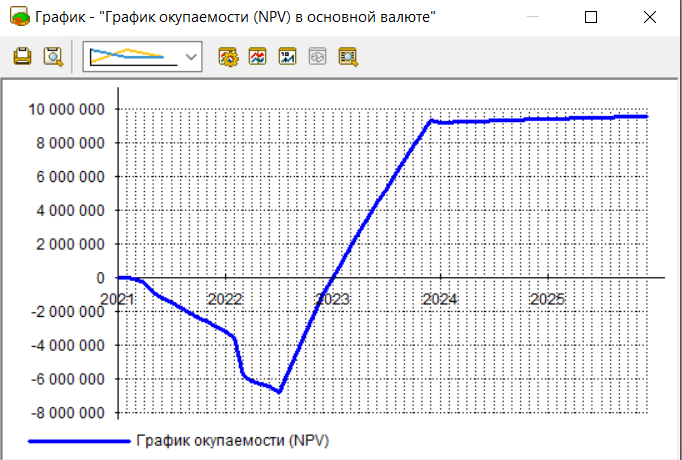 График - "График окупаемости (NPV) в основной валюте"
10 000 000
8 000 000
6 000 000
4 000 000
2 000 000
0
2021 2022 2023 2024 2025
-2 000 000
-4 000 000
-6 000 000
-8 000 000
График окупаемости (NPV)